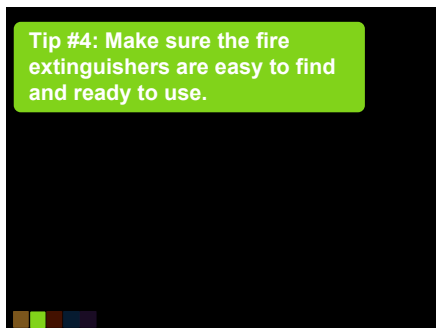 Tip #4: Make sure the fire
extinguishers are easy to find
and ready to use.